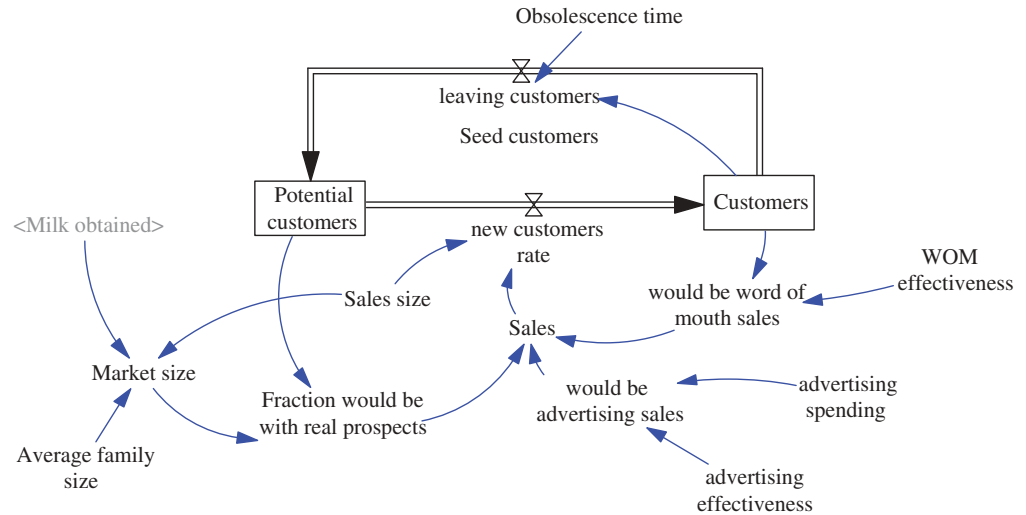 Obsolescence time
leaving customers
Seed customers
Potential
customers
Customers
<Milk obtained>
new customers
rate
WOM
effectiveness
Sales size
would be word of
mouth sales
Sales
Market size
would be
advertising sales
advertising
spending
Fraction would be
with real prospects
Average family
size
advertising
effectiveness